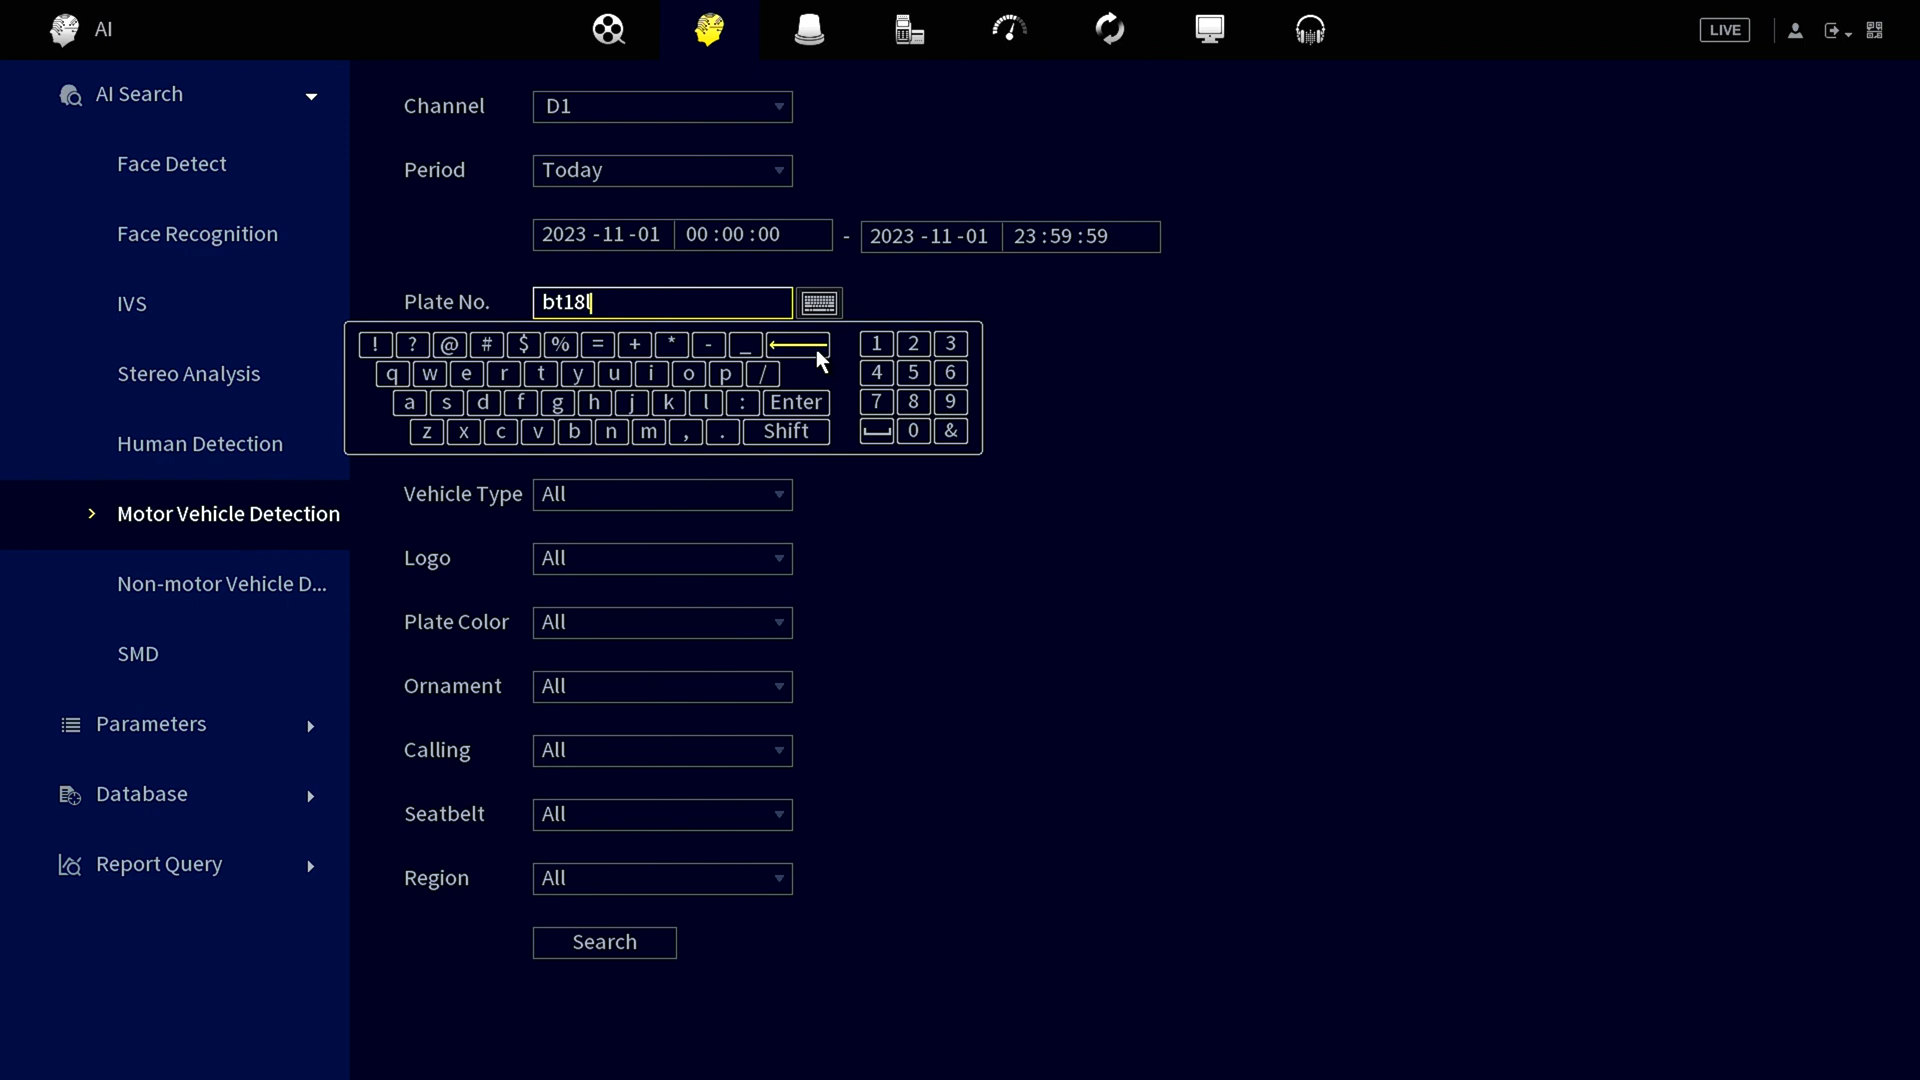 AI
LIVE
AI Search
Face Detect
Face Recognition
IVS
Stereo Analysis
Human Detection
Motor Vehicle Detection
Non-motor Vehicle D...
SMD
Parameters
Database
Report Query
Channel D1
Period Today
2023 -11 -01 00 : 00 : 00 - 2023 -11 -01 23 : 59 : 59
Plate No. bt18l
! ? @ # $ % = + * - _ 1 2 3
q w e r t y u i o p / 4 5 6
a s d f g h j k l : Enter 7 8 9
z x c v b n m , . Shift 0 &
Vehicle Type All
Logo All
Plate Color All
Ornament All
Calling All
Seatbelt All
Region All
Search